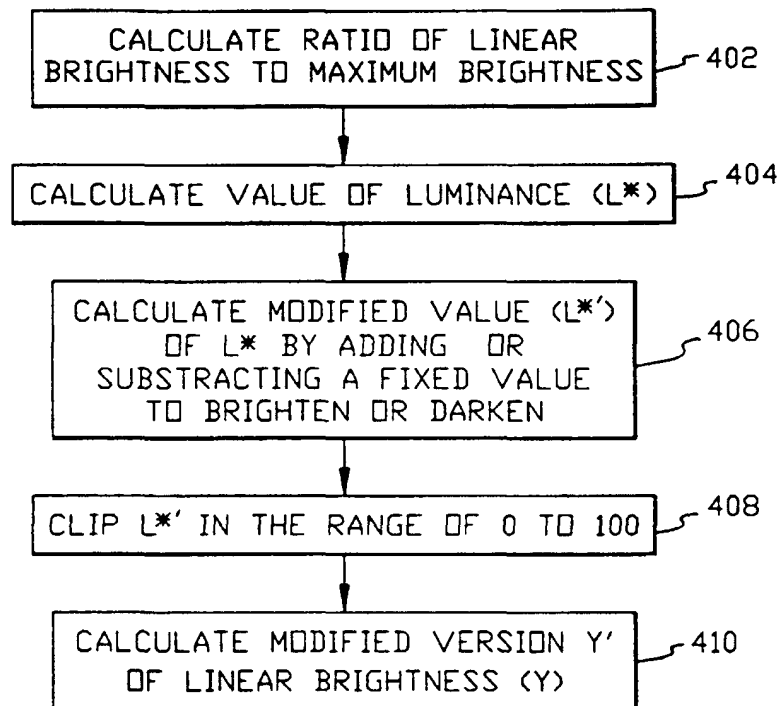 CALCULATE RATIO OF LINEAR
BRIGHTNESS TO MAXIMUM BRIGHTNESS
402
CALCULATE VALUE OF LUMINANCE (L*)
404
CALCULATE MODIFIED VALUE (L*')
OF L* BY ADDING OR
SUBSTRACTING A FIXED VALUE
TO BRIGHTEN OR DARKEN
406
CLIP L*' IN THE RANGE OF 0 TO 100
408
CALCULATE MODIFIED VERSION Y'
OF LINEAR BRIGHTNESS (Y)
410